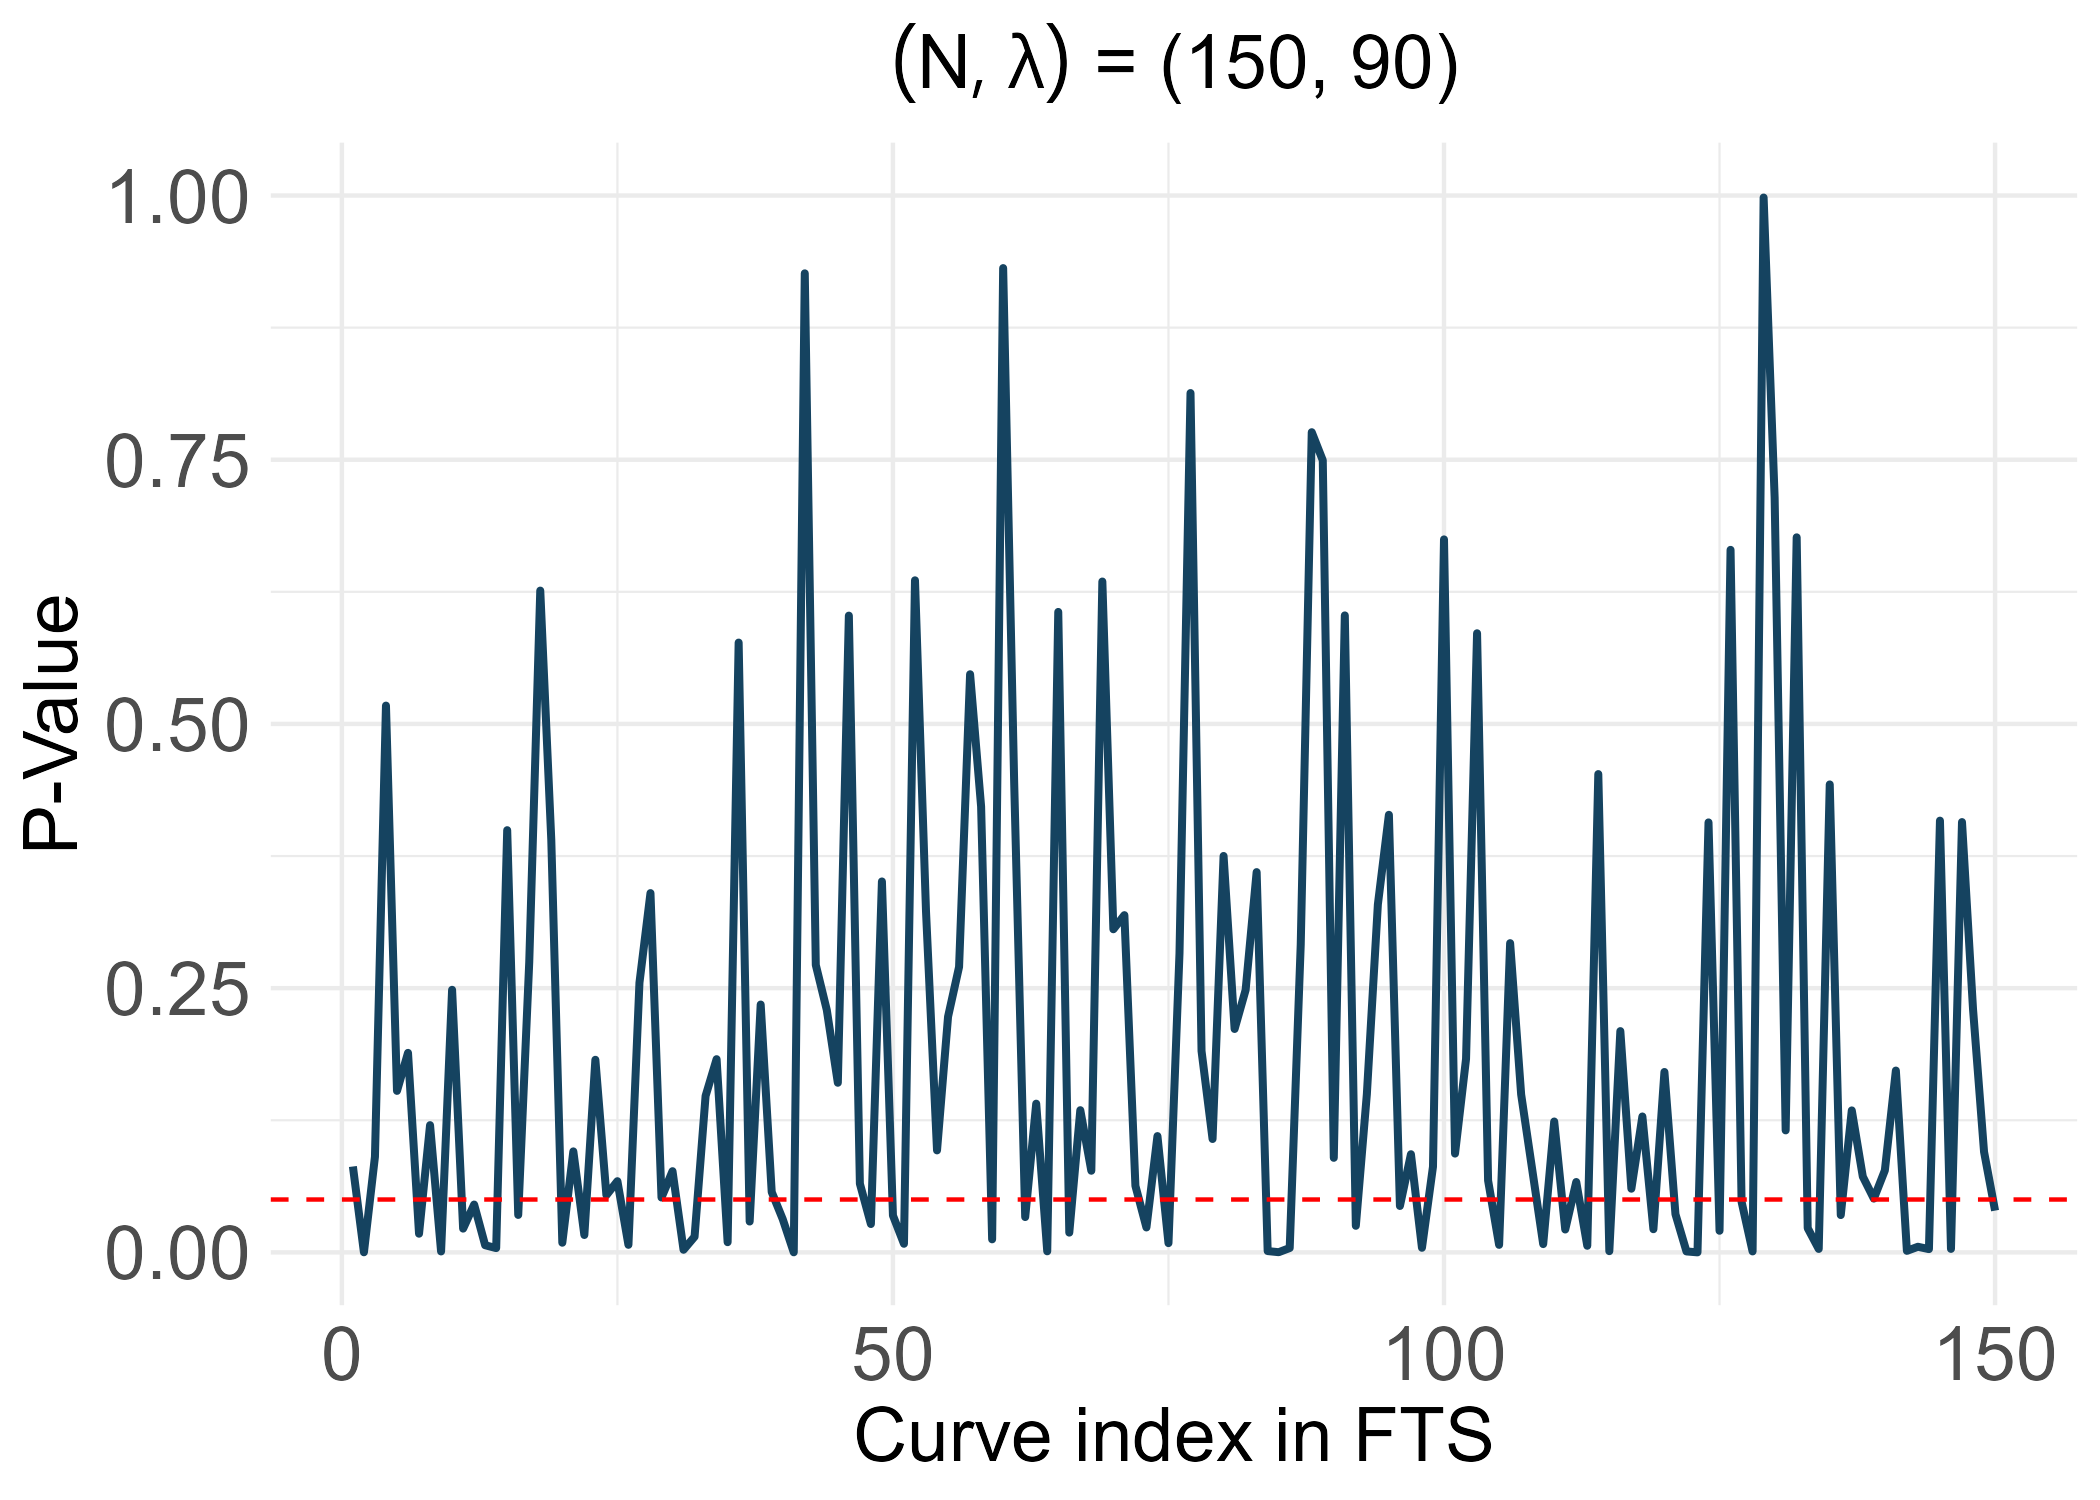 (N, λ) = (150, 90)
1.00
0.75
0.50
0.25
0.00
P-Value
0 50 100 150
Curve index in FTS